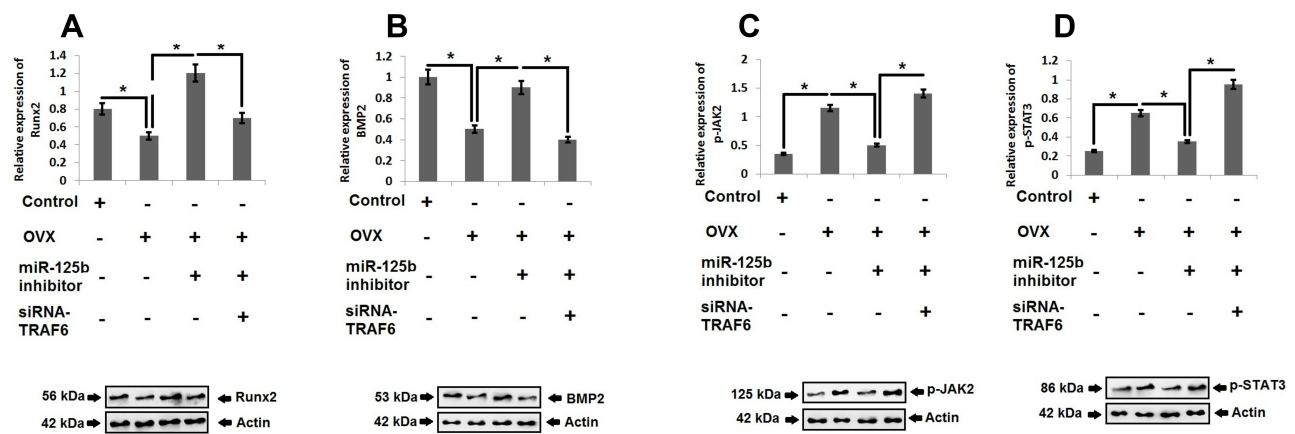 A
Relative expression of
Runx2
1.4
1.2
1
0.8
0.6
0.4
0.2
0
*
*
*
Control + - - -
OVX - + + +
miR-125b
inhibitor - - + +
siRNA-
TRAF6 - - - +
56 kDa Runx2
42 kDa Actin
B
Relative expression of
BMP2
1.2
1
0.8
0.6
0.4
0.2
0
*
*
*
Control + - - -
OVX - + + +
miR-125b
inhibitor - - + +
siRNA-
TRAF6 - - - +
53 kDa BMP2
42 kDa Actin
C
Relative expression of
p-JAK2
2
1.5
1
0.5
0
*
*
*
Control + - - -
OVX - + + +
miR-125b
inhibitor - - + +
siRNA-
TRAF6 - - - +
125 kDa p-JAK2
42 kDa Actin
D
Relative expression of
p-STAT3
1.2
1
0.8
0.6
0.4
0.2
0
*
*
*
Control + - - -
OVX - + + +
miR-125b
inhibitor - - + +
siRNA-
TRAF6 - - - +
86 kDa p-STAT3
42 kDa Actin